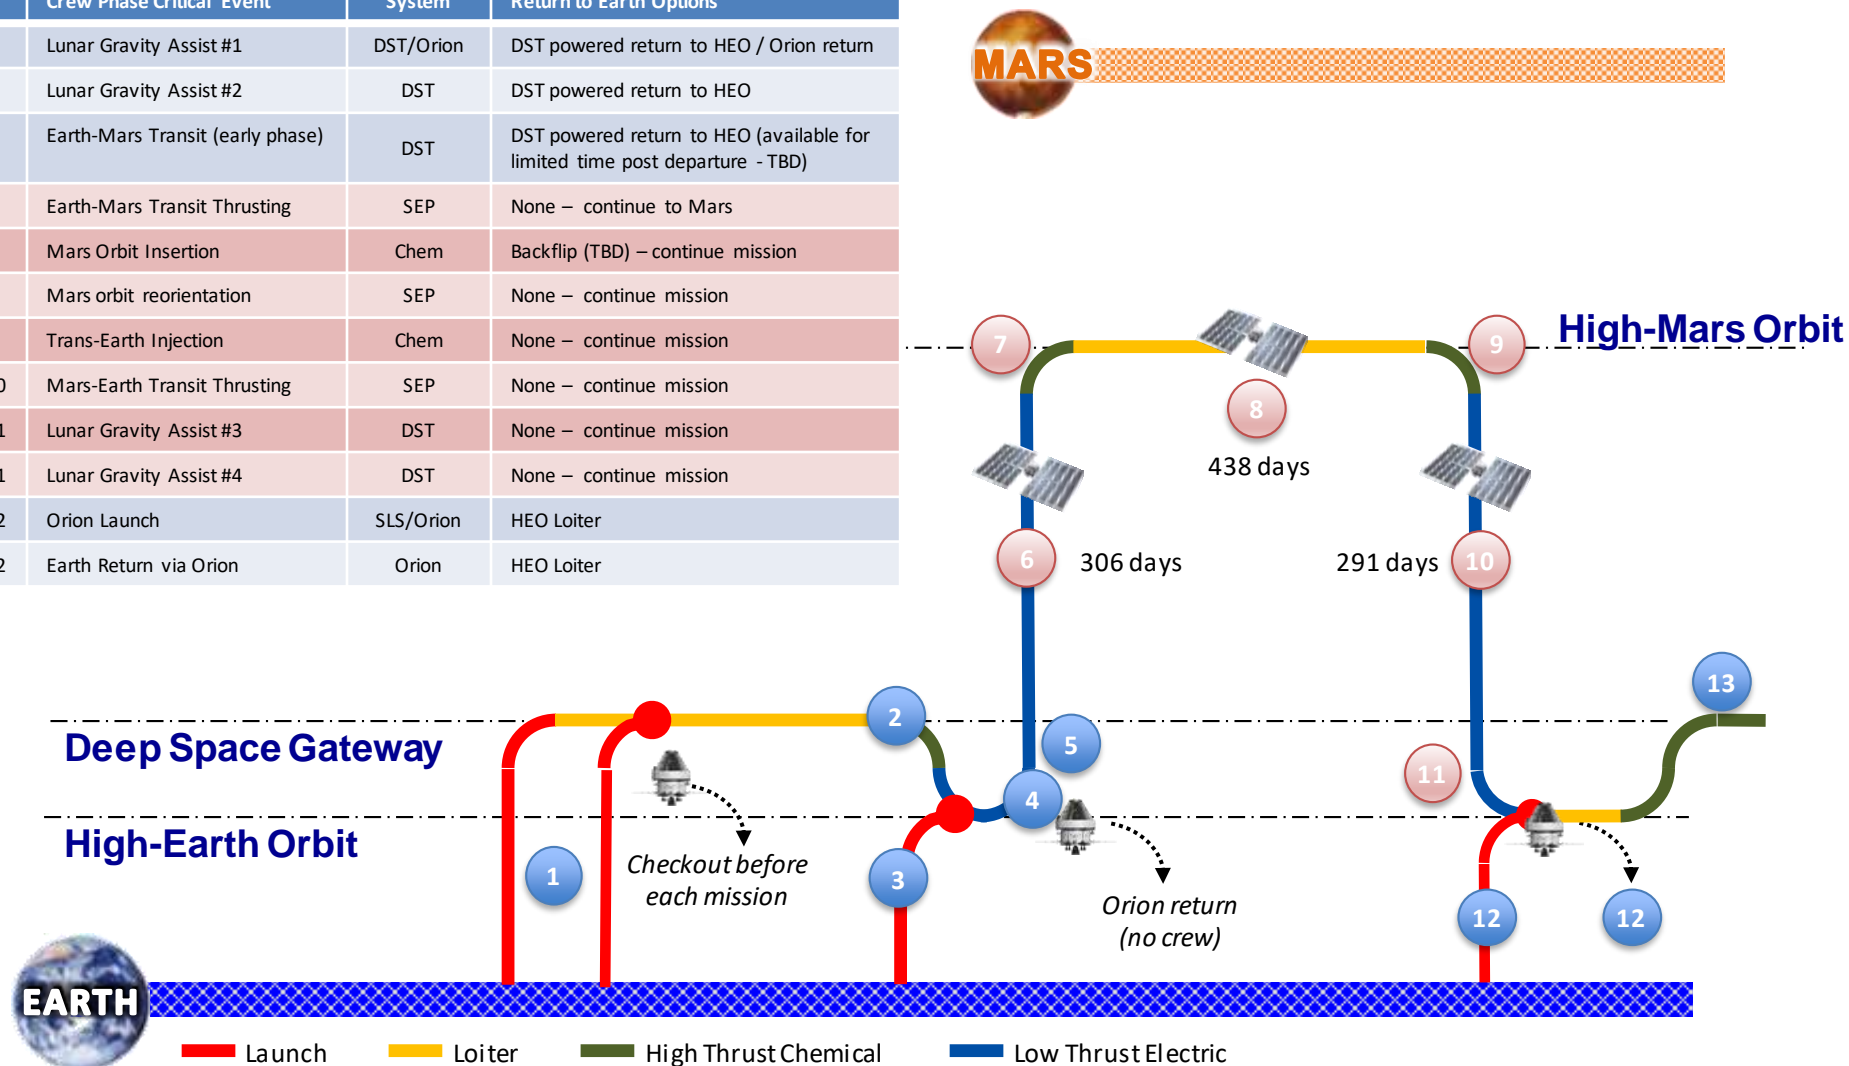 Crew Phase Critical Event System Return to Earth Options
Lunar Gravity Assist #1 DST/Orion DST powered return to HEO / Orion return
Lunar Gravity Assist #2 DST DST powered return to HEO
Earth-Mars Transit (early phase) DST DST powered return to HEO (available for
limited time post departure - TBD)
Earth-Mars Transit Thrusting SEP None – continue to Mars
Mars Orbit Insertion Chem Backflip (TBD) – continue mission
Mars orbit reorientation SEP None – continue mission
Trans-Earth Injection Chem None – continue mission
0 Mars-Earth Transit Thrusting SEP None – continue mission
1 Lunar Gravity Assist #3 DST None – continue mission
1 Lunar Gravity Assist #4 DST None – continue mission
2 Orion Launch SLS/Orion HEO Loiter
2 Earth Return via Orion Orion HEO Loiter
MARS
High-Mars Orbit
7
9
8
438 days
6
306 days
291 days
10
13
2
5
Deep Space Gateway
11
4
High-Earth Orbit
1
Checkout before
each mission
3
Orion return
(no crew)
12
12
EARTH
Launch
Loiter
High Thrust Chemical
Low Thrust Electric